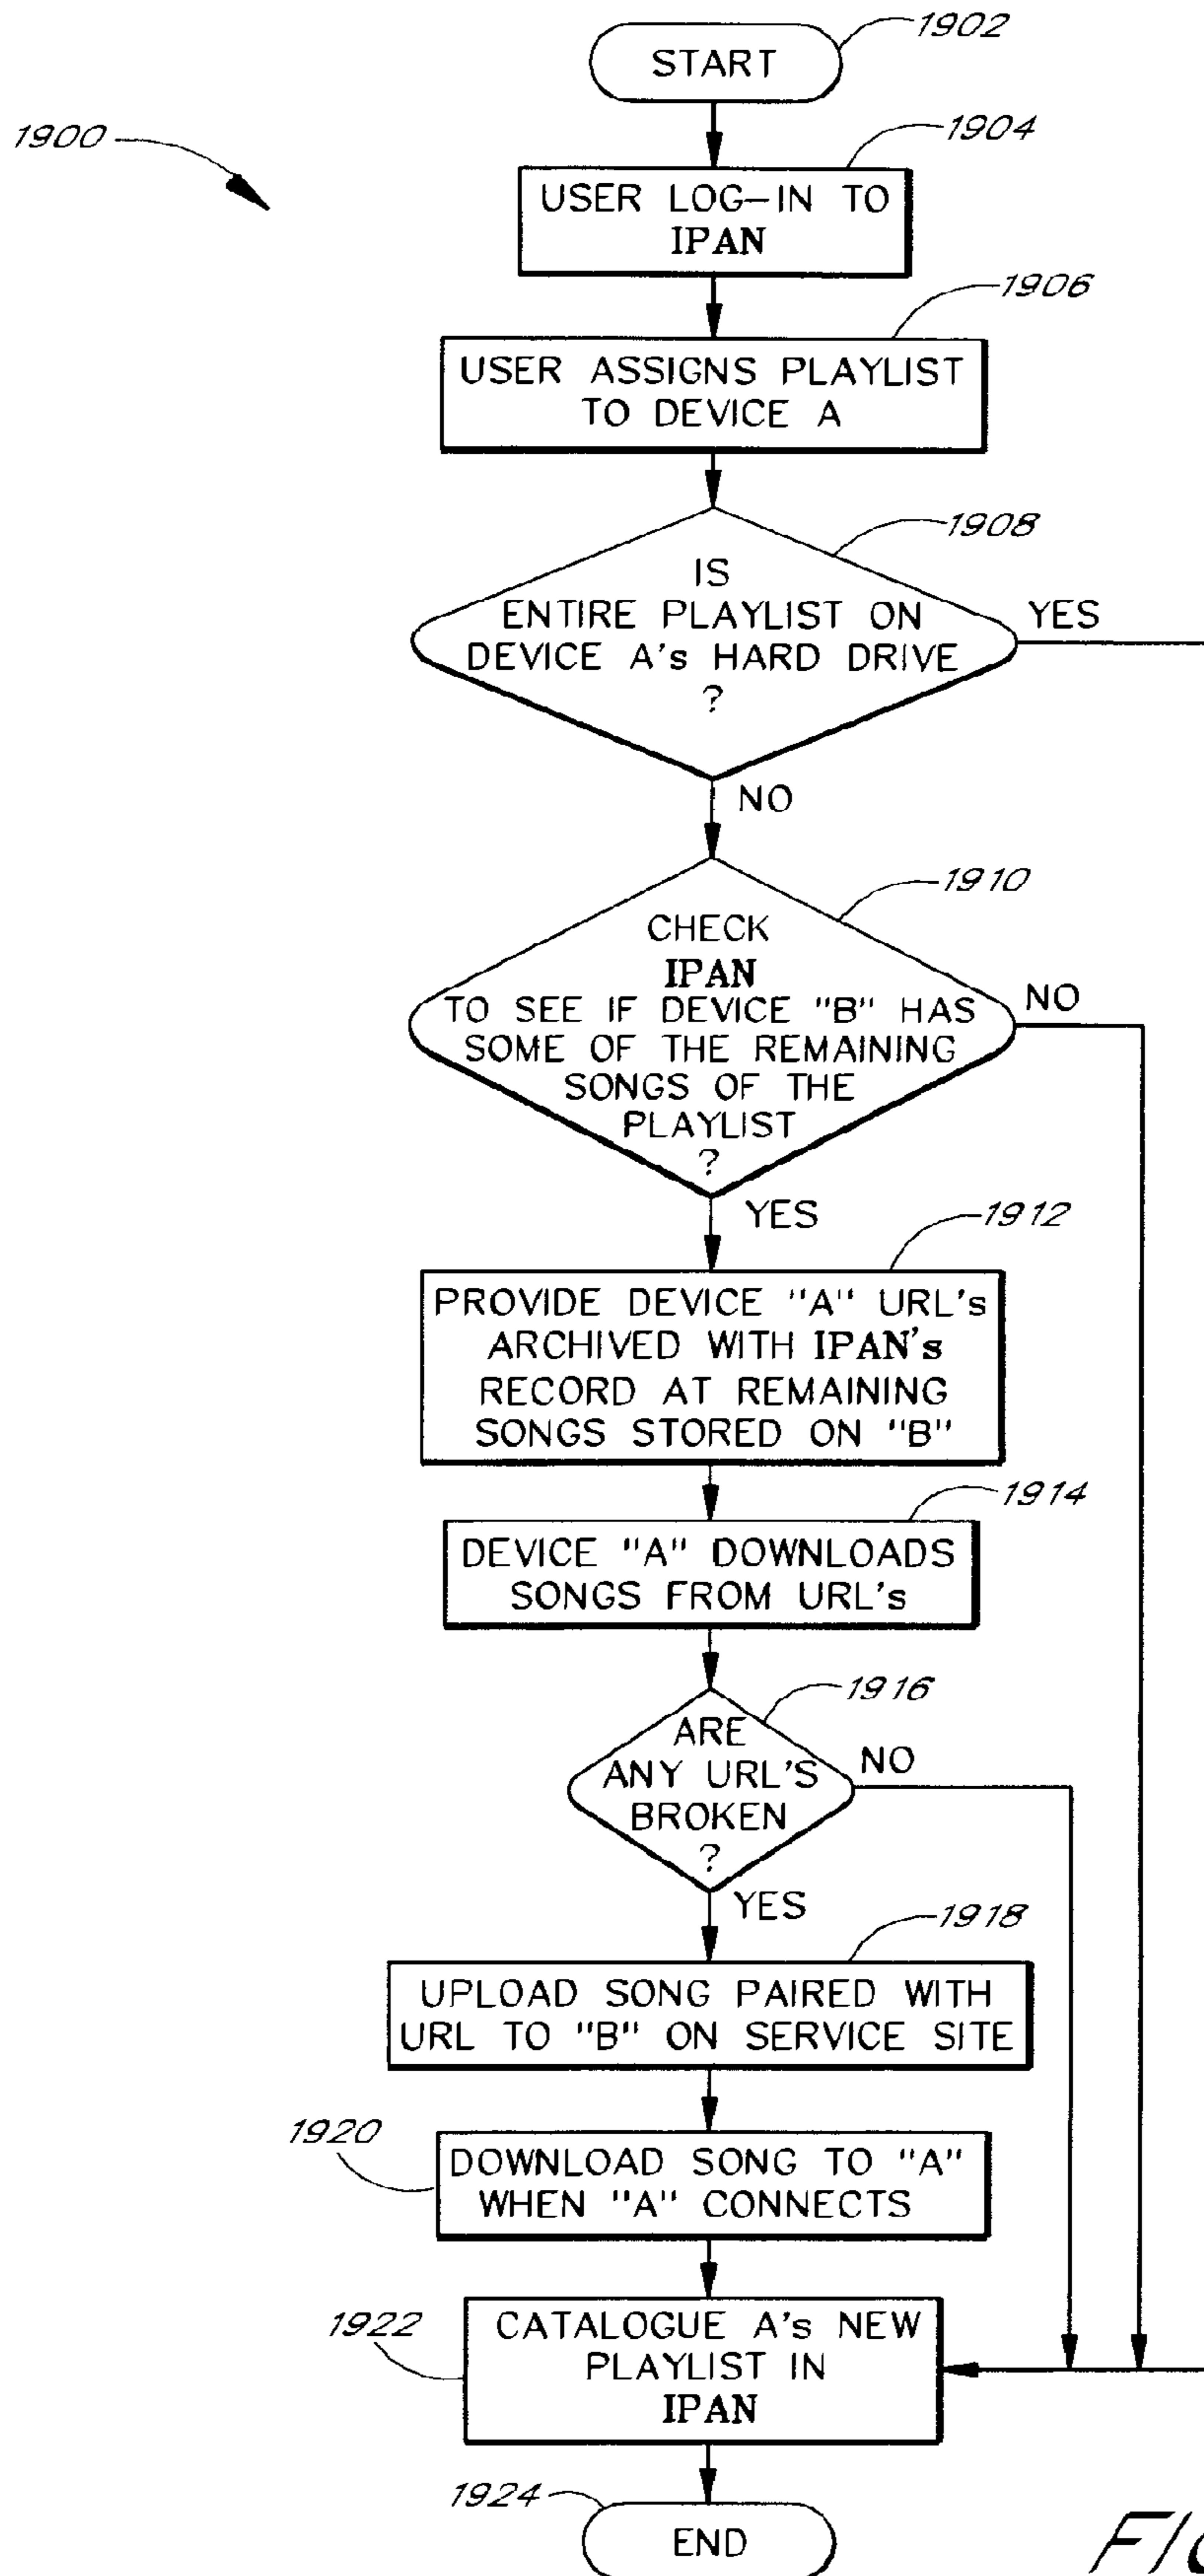 1902
START
1900
1904
USER LOG-IN TO
IPAN
1906
USER ASSIGNS PLAYLIST
TO DEVICE A
1908
IS
ENTIRE PLAYLIST ON
DEVICE A's HARD DRIVE
?
YES
NO
1910
CHECK
IPAN
TO SEE IF DEVICE "B" HAS
SOME OF THE REMAINING
SONGS OF THE
PLAYLIST
?
NO
YES
1912
PROVIDE DEVICE "A" URL's
ARCHIVED WITH IPAN's
RECORD AT REMAINING
SONGS STORED ON "B"
1914
DEVICE "A" DOWNLOADS
SONGS FROM URL's
1916
ARE
ANY URL'S
BROKEN
?
NO
YES
1918
UPLOAD SONG PAIRED WITH
URL TO "B" ON SERVICE SITE
1920
DOWNLOAD SONG TO "A"
WHEN "A" CONNECTS
1922
CATALOGUE A's NEW
PLAYLIST IN
IPAN
1924
END